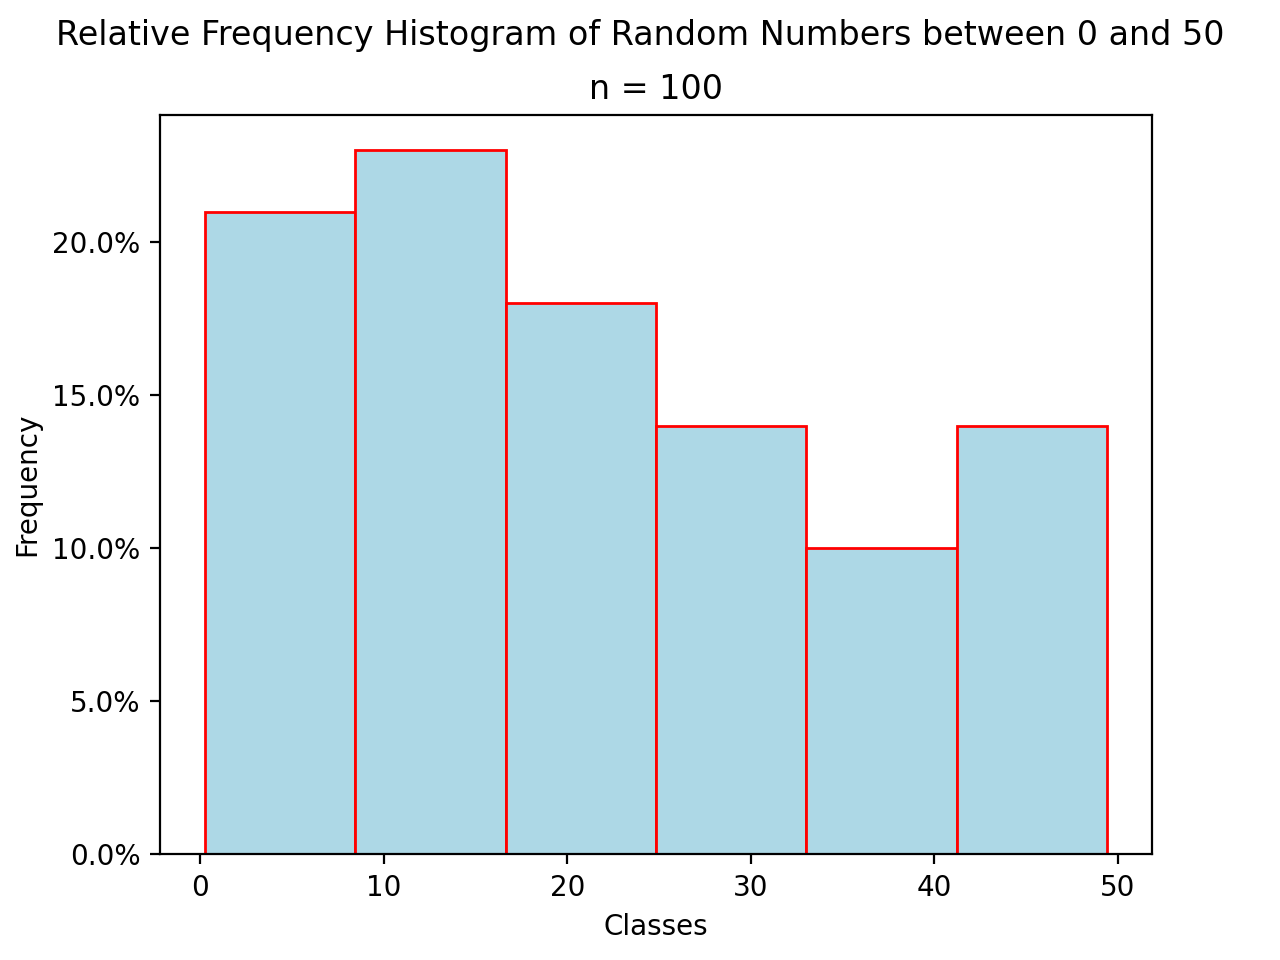 Relative Frequency Histogram of Random Numbers between 0 and 50
n = 100
20.0%
15.0%
10.0%
5.0%
0.0%
Frequency
0 10 20 30 40 50
Classes